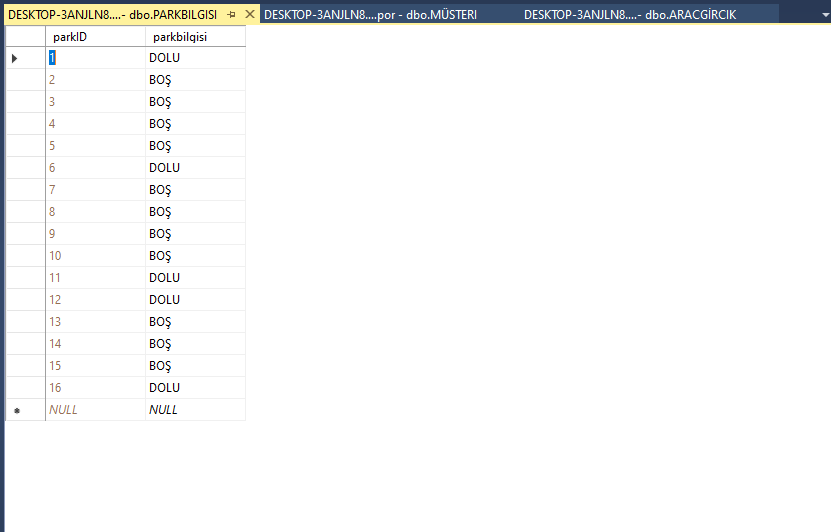 DESKTOP-3ANJLN8....- dbo.PARKBILGISI DESKTOP-3ANJLN8....por - dbo.MÜSTERI DESKTOP-3ANJLN8....- dbo.ARACGİRCIK
parkID parkbilgisi
1 DOLU
2 BOŞ
3 BOŞ
4 BOŞ
5 BOŞ
6 DOLU
7 BOŞ
8 BOŞ
9 BOŞ
10 BOŞ
11 DOLU
12 DOLU
13 BOŞ
14 BOŞ
15 BOŞ
16 DOLU
NULL NULL